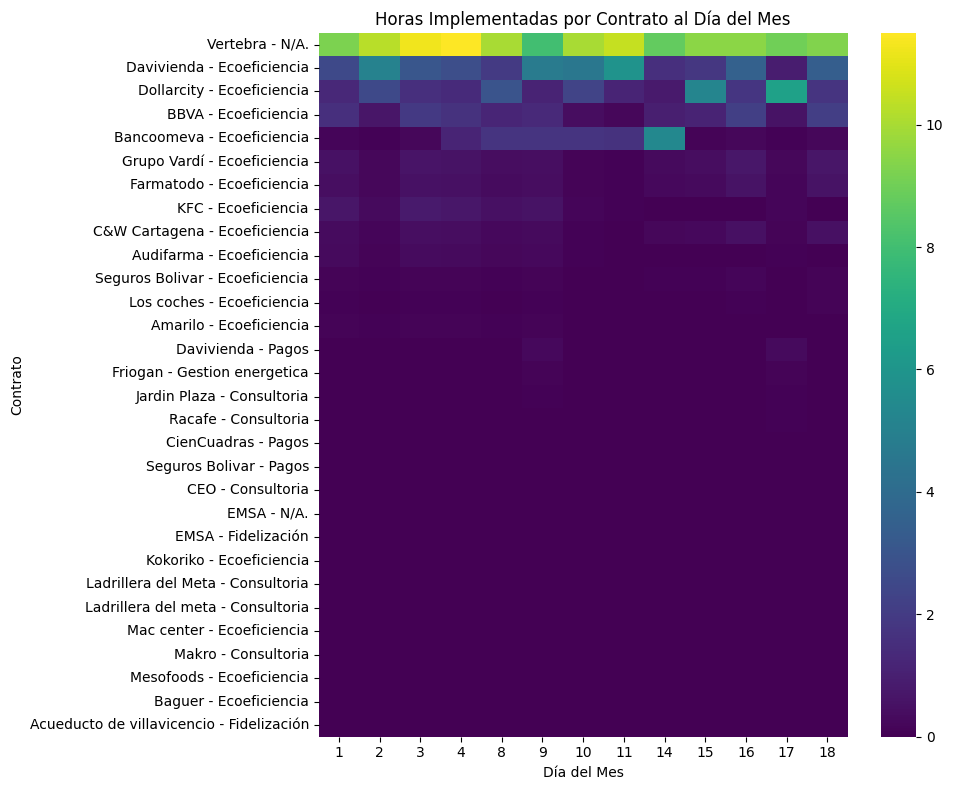 Horas Implementadas por Contrato al Día del Mes
Contrato
Vertebra - N/A.
Davivienda - Ecoeficiencia
Dollarcity - Ecoeficiencia
BBVA - Ecoeficiencia
Bancoomeva - Ecoeficiencia
Grupo Vardí - Ecoeficiencia
Farmatodo - Ecoeficiencia
KFC - Ecoeficiencia
C&W Cartagena - Ecoeficiencia
Audifarma - Ecoeficiencia
Seguros Bolivar - Ecoeficiencia
Los coches - Ecoeficiencia
Amarilo - Ecoeficiencia
Davivienda - Pagos
Friogan - Gestion energetica
Jardin Plaza - Consultoria
Racafe - Consultoria
CienCuadras - Pagos
Seguros Bolivar - Pagos
CEO - Consultoria
EMSA - N/A.
EMSA - Fidelización
Kokoriko - Ecoeficiencia
Ladrillera del Meta - Consultoria
Ladrillera del meta - Consultoria
Mac center - Ecoeficiencia
Makro - Consultoria
Mesofoods - Ecoeficiencia
Baguer - Ecoeficiencia
Acueducto de villavicencio - Fidelización
1 2 3 4 8 9 10 11 14 15 16 17 18
Día del Mes
10
8
6
4
2
0